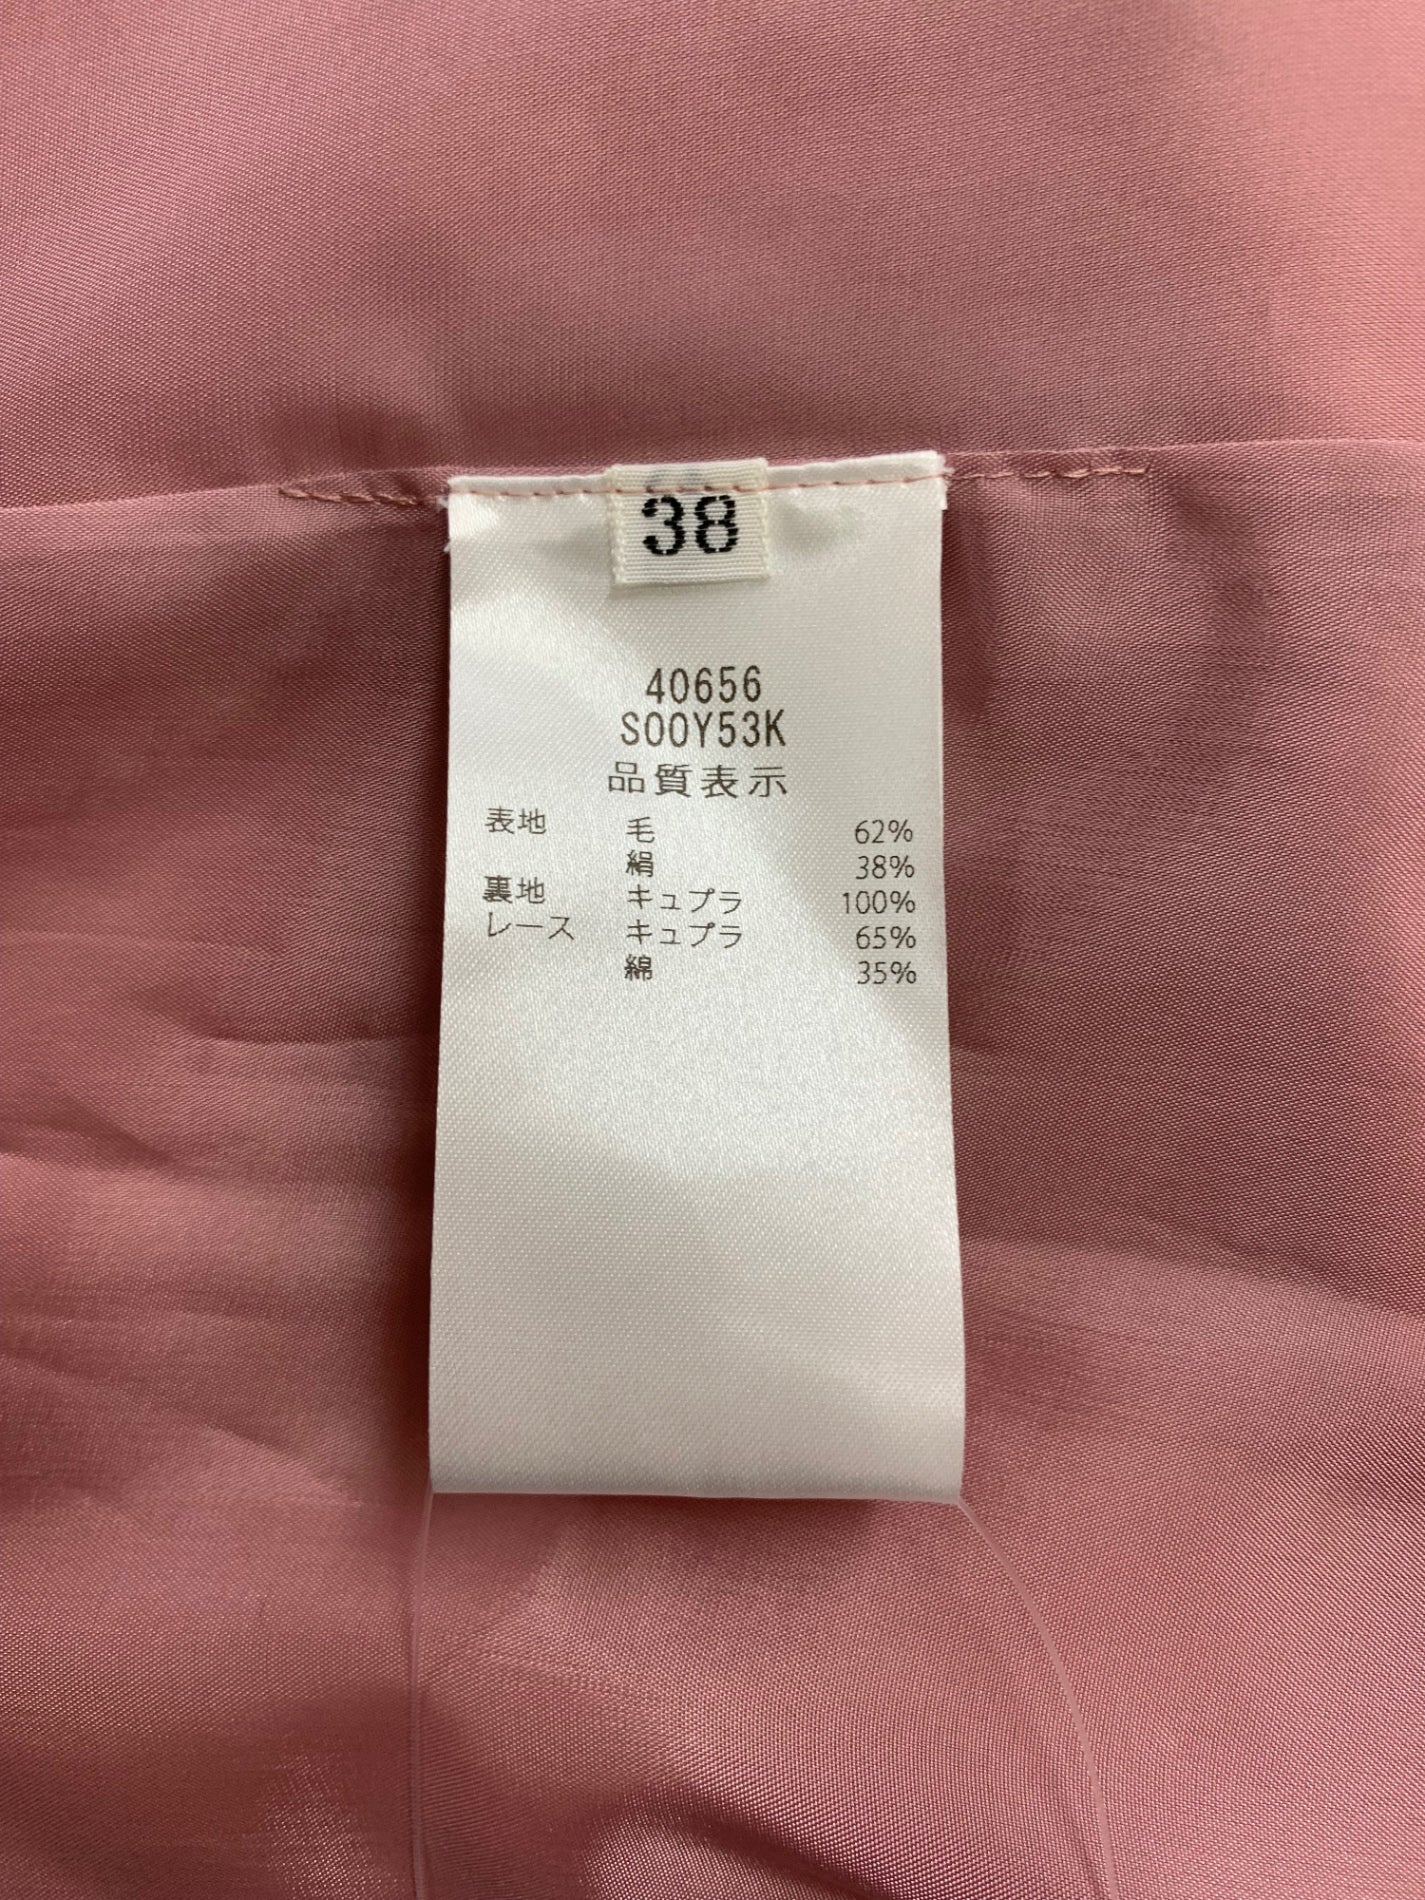 38
40656
S00Y53K
品質表示
表地 毛 62%
絹 38%
裏地 キュプラ 100%
レース キュプラ 65%
綿 35%